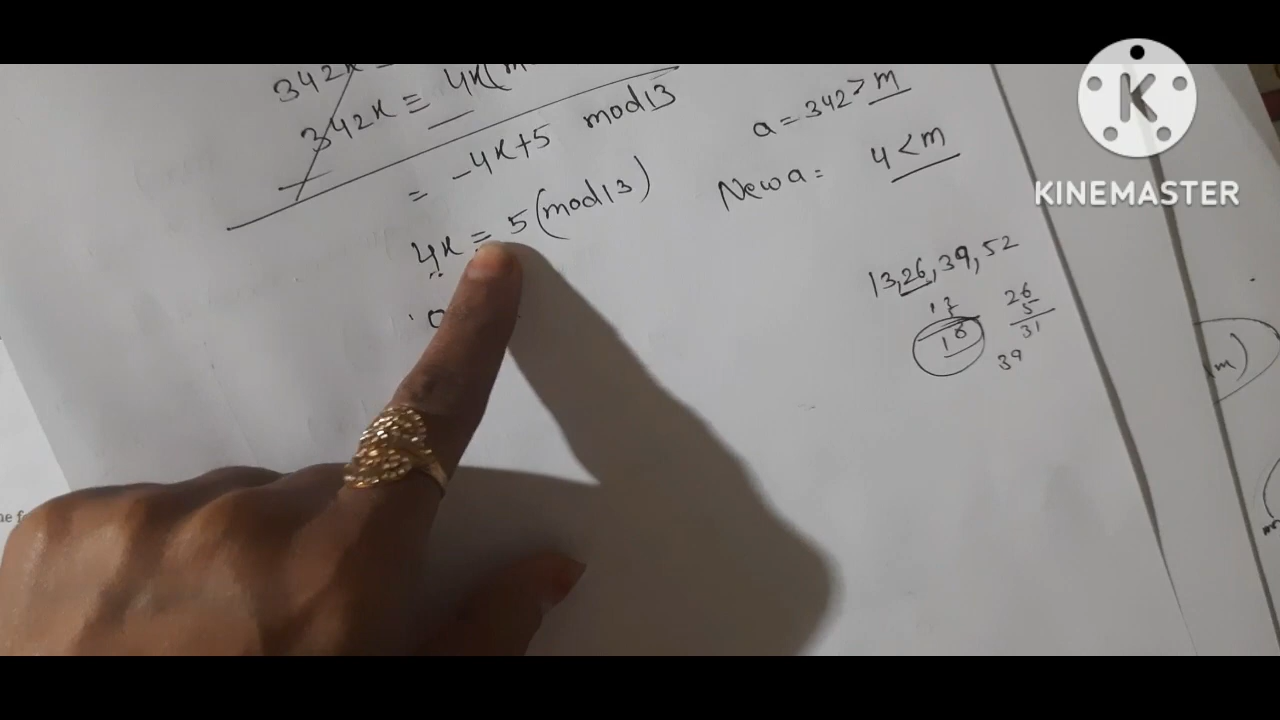 342x
342x ≡ 4x(m
= -4x+5 mod13
4x ≡ 5(mod13)
a = 342 > m
New a = 4 < m
13,26,39,52
18
26
5
31
39
(m)
K
KINEMASTER